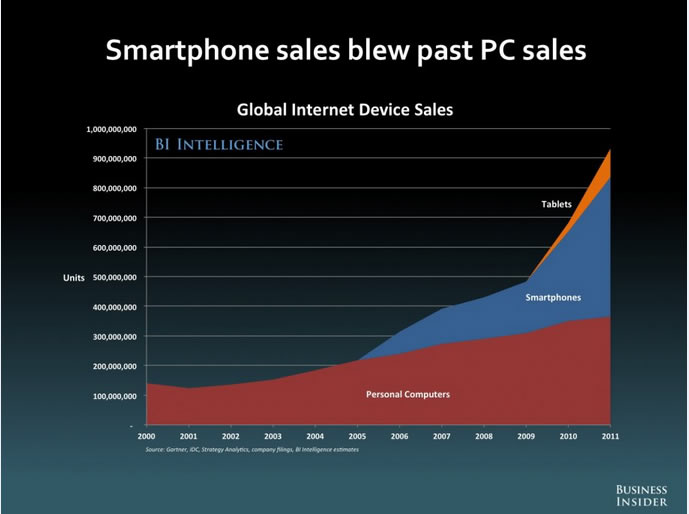 Smartphone sales blew past PC sales
Global Internet Device Sales
BI INTELLIGENCE
1,000,000,000
900,000,000
800,000,000
700,000,000
600,000,000
Units 500,000,000
400,000,000
300,000,000
200,000,000
100,000,000
-
Tablets
Smartphones
Personal Computers
2000 2001 2002 2003 2004 2005 2006 2007 2008 2009 2010 2011
Source: Gartner, IDC, Strategy Analytics, company filings, BI Intelligence estimates
BUSINESS
INSIDER